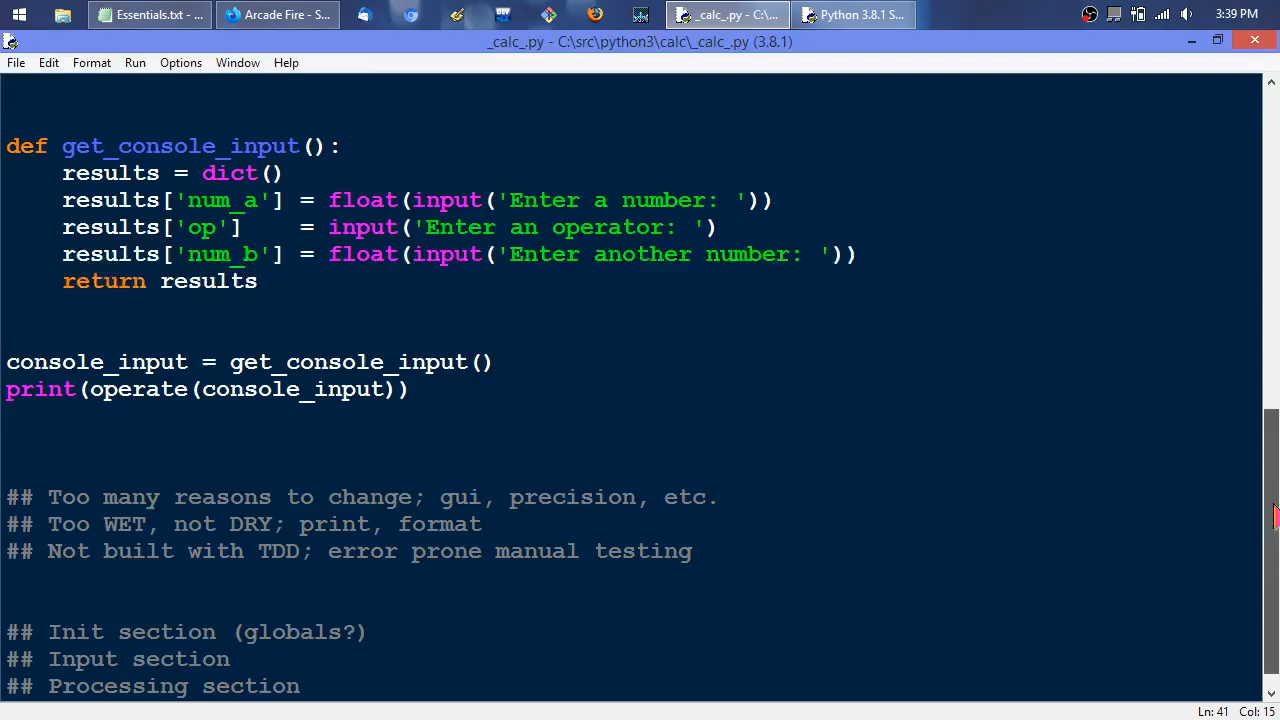 Essentials.txt - ...
Arcade Fire - S...
_calc_.py - C:\...
Python 3.8.1 S...
3:39 PM
_calc_.py - C:\src\python3\calc\_calc_.py (3.8.1)
File Edit Format Run Options Window Help
def get_console_input():
    results = dict()
    results['num_a'] = float(input('Enter a number: '))
    results['op']    = input('Enter an operator: ')
    results['num_b'] = float(input('Enter another number: '))
    return results
console_input = get_console_input()
print(operate(console_input))
## Too many reasons to change; gui, precision, etc.
## Too WET, not DRY; print, format
## Not built with TDD; error prone manual testing
## Init section (globals?)
## Input section
## Processing section
Ln: 41 Col: 15